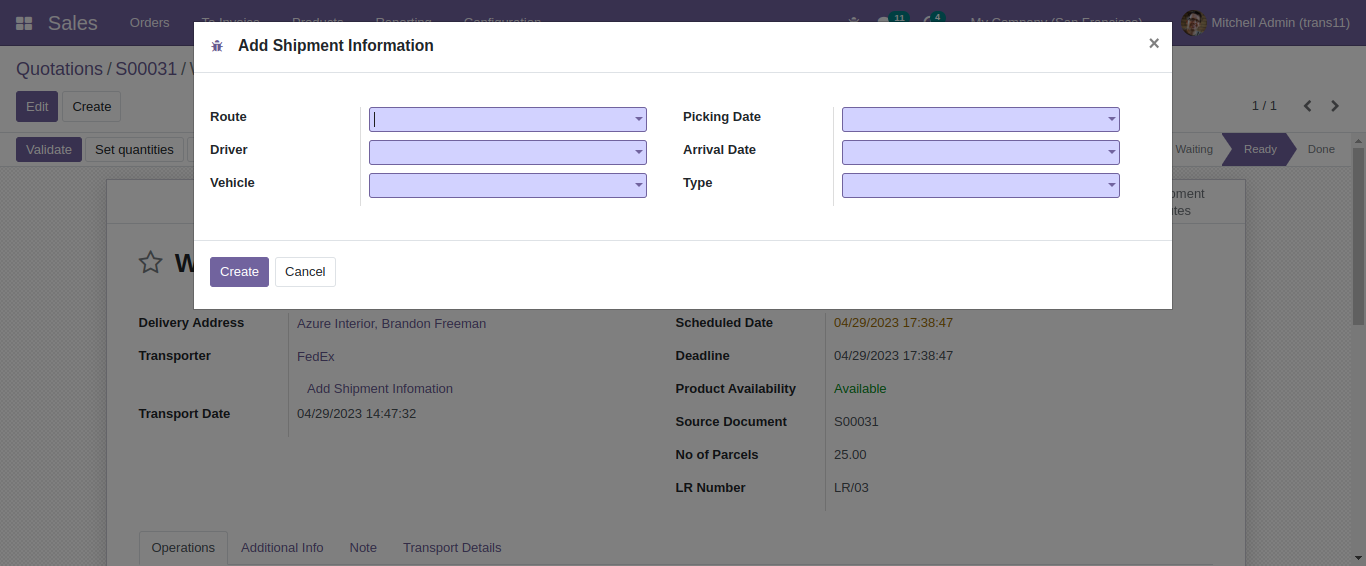 Sales Orders To Invoice Products Reporting Configuration 11 4 My Company (San Francisco) Mitchell Admin (trans11)
Add Shipment Information ×
Quotations / S00031 / W
Edit Create 1 / 1
Validate Set quantities Waiting Ready Done
Route Picking Date
Driver Arrival Date
Vehicle Type
Create Cancel
W
Delivery Address Azure Interior, Brandon Freeman Scheduled Date 04/29/2023 17:38:47
Transporter FedEx Deadline 04/29/2023 17:38:47
Add Shipment Infomation Product Availability Available
Transport Date 04/29/2023 14:47:32
Source Document S00031
No of Parcels 25.00
LR Number LR/03
Operations Additional Info Note Transport Details